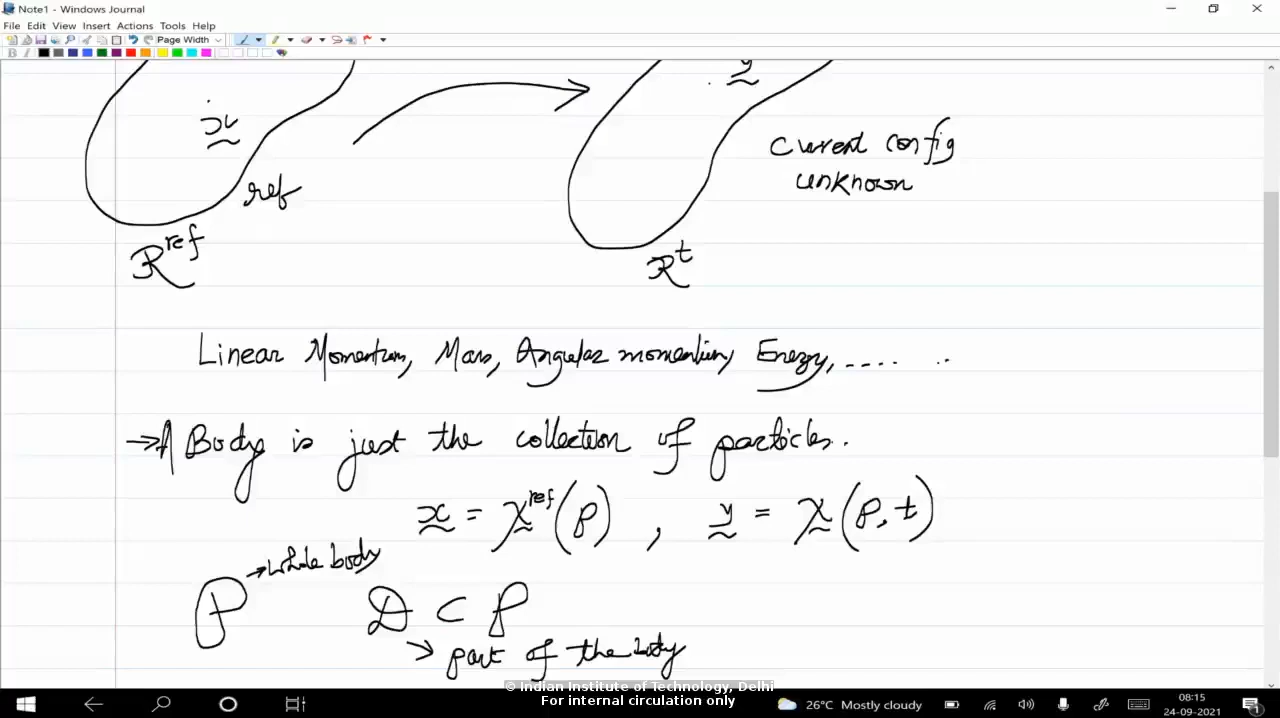 Note1 - Windows Journal
File Edit View Insert Actions Tools Help
Page Width
B I
x
y
ref
Current config
unknown
R^ref
R^t
Linear Momentum, Mass, Angular momentum, Energy, ---- ..
→ A Body is just the collection of particles.
x = χ^ref (p) , y = χ (p, t)
→ whole body
P D ⊂ P
→ part of the body
© Indian Institute of Technology, Delhi
For internal circulation only
26°C Mostly cloudy
08:15
24-09-2021